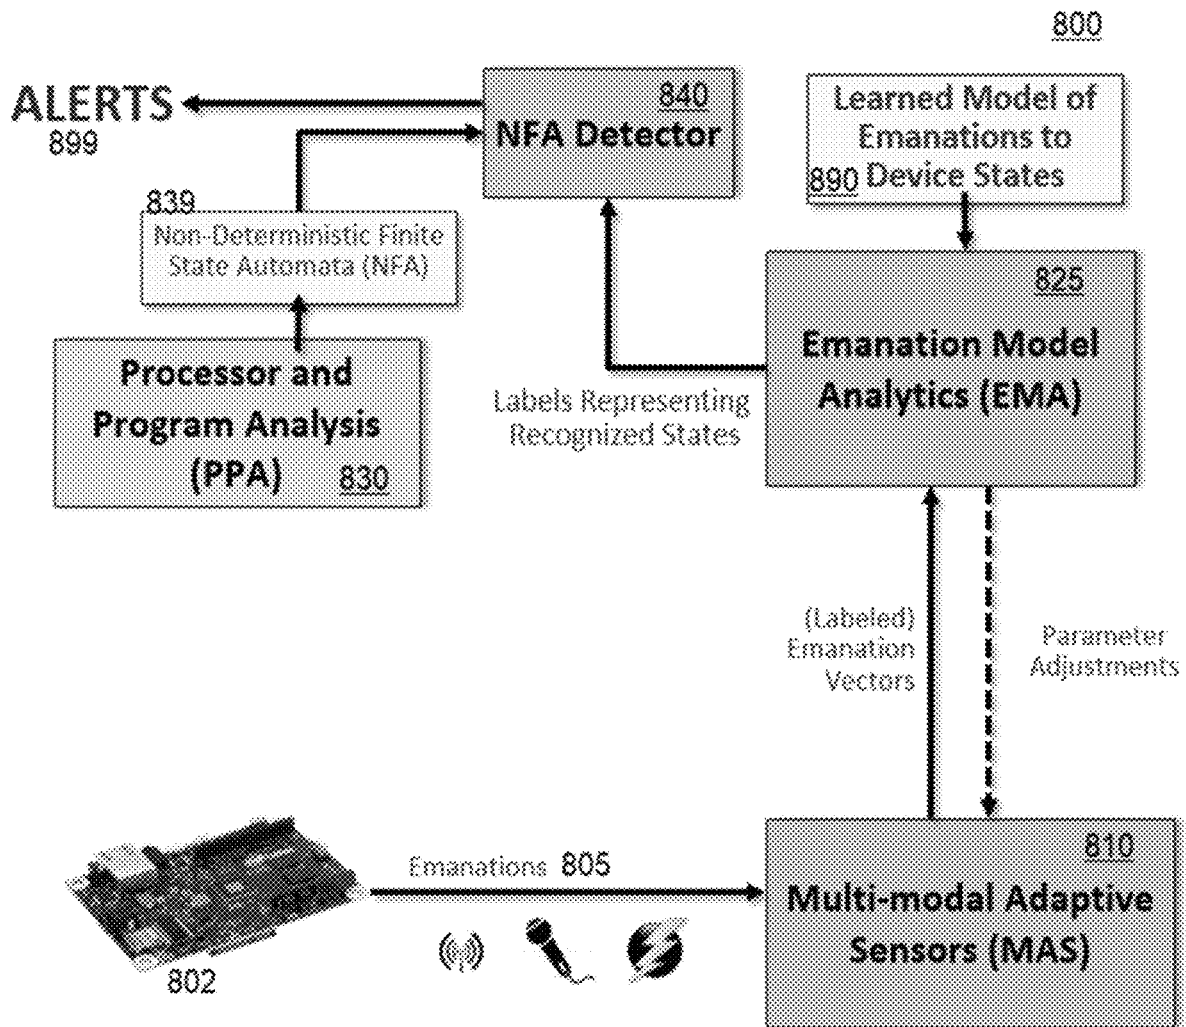 800
ALERTS
899
840
NFA Detector
Learned Model of
Emanations to
890 Device States
839
Non-Deterministic Finite
State Automata (NFA)
825
Emanation Model
Analytics (EMA)
Processor and
Program Analysis
(PPA) 830
Labels Representing
Recognized States
(Labeled)
Emanation
Vectors
Parameter
Adjustments
Emanations 805
802
810
Multi-modal Adaptive
Sensors (MAS)